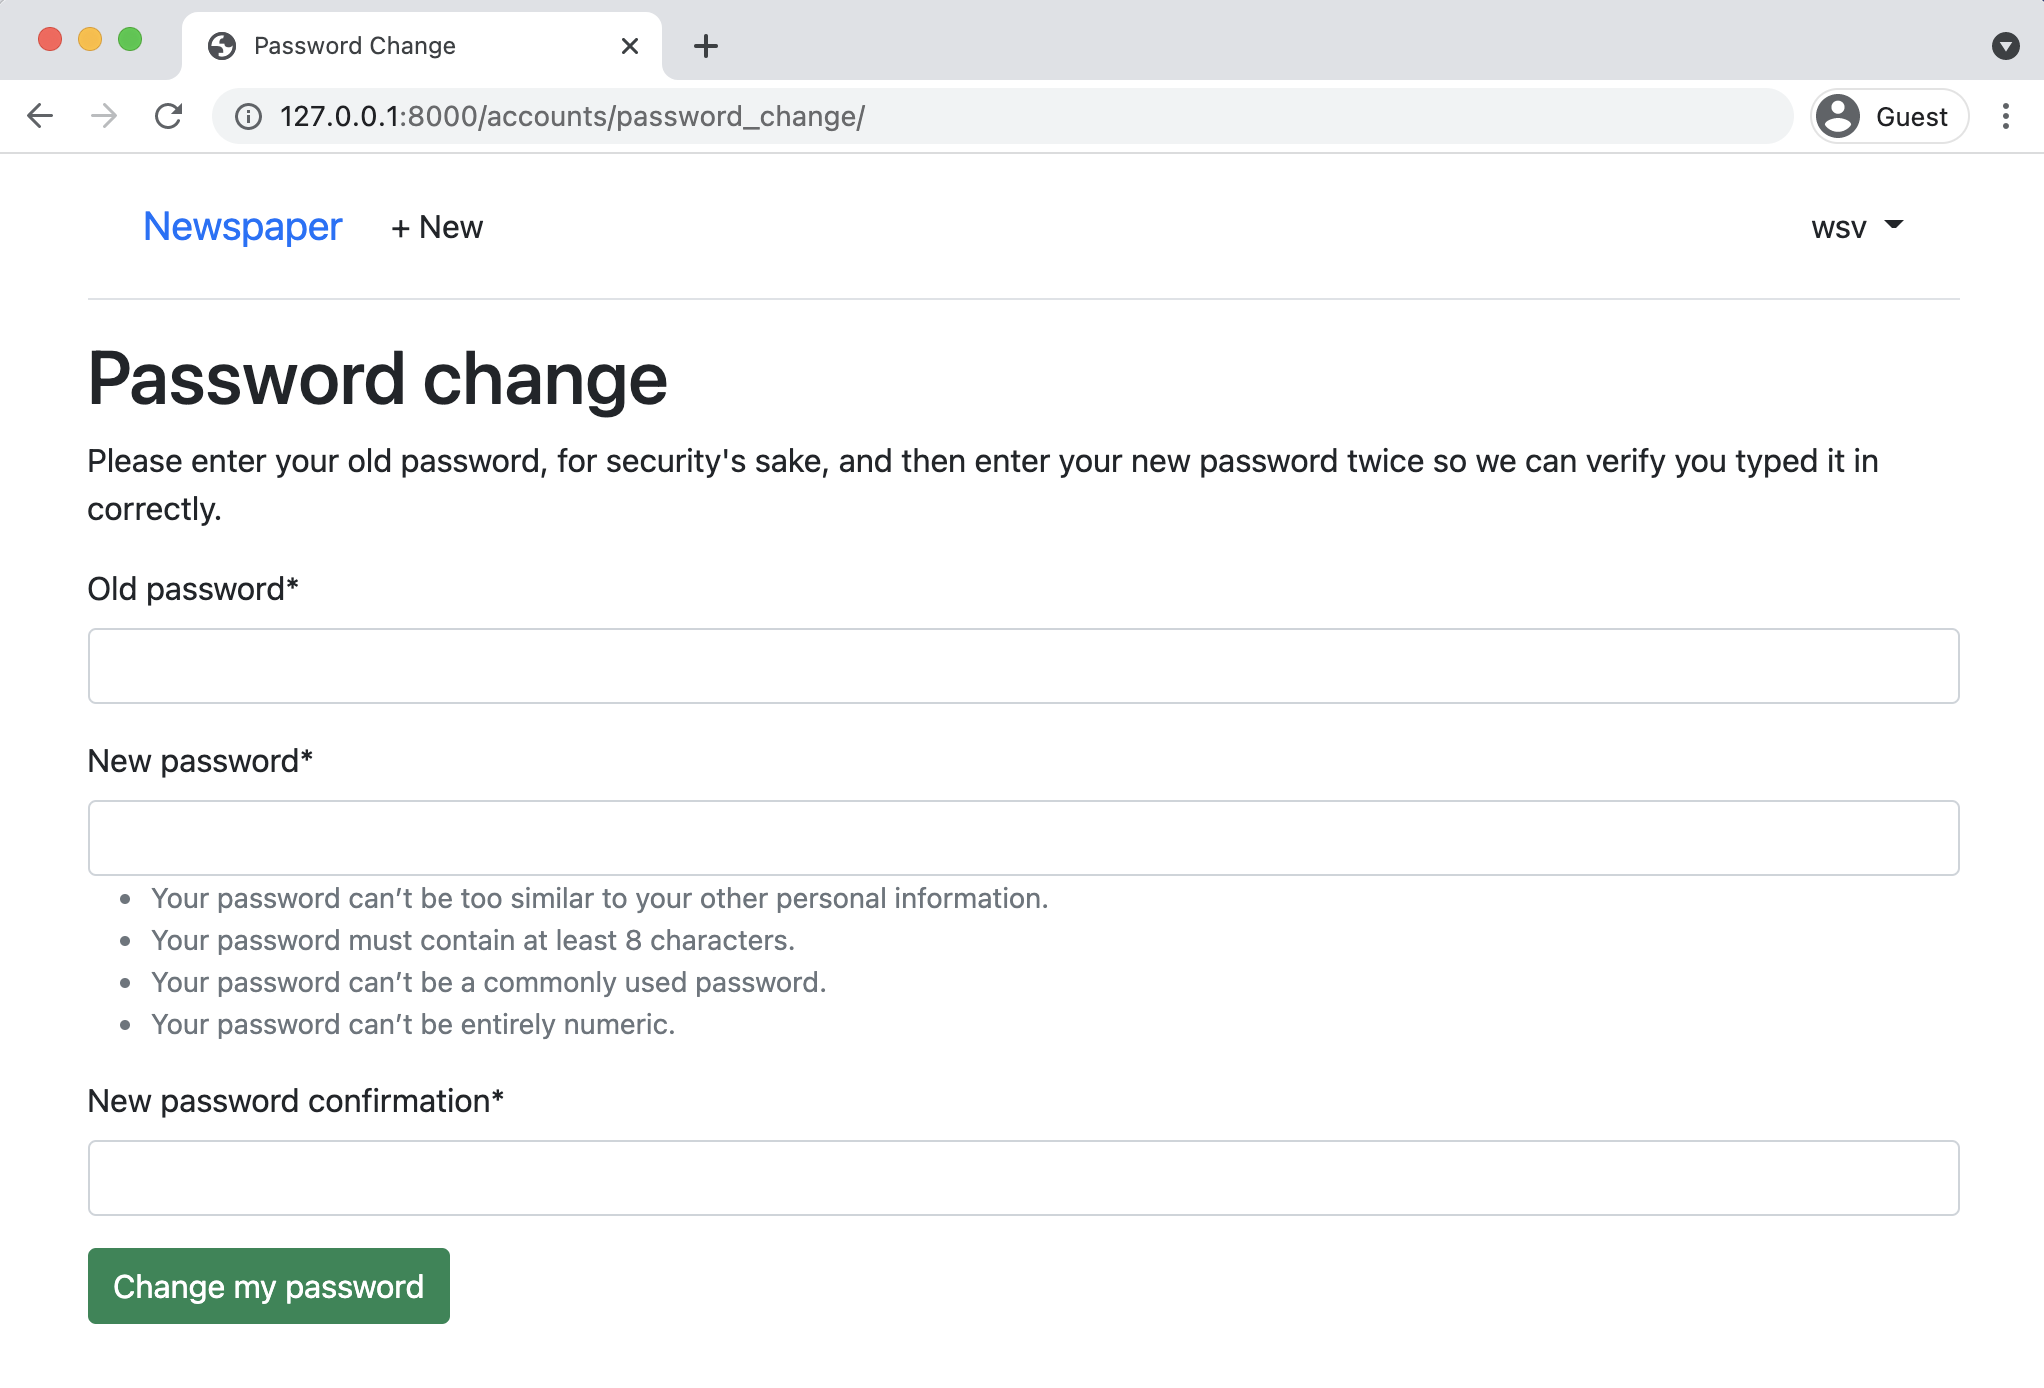 Password Change
127.0.0.1:8000/accounts/password_change/
Guest
Newspaper
+ New
wsv
Password change
Please enter your old password, for security's sake, and then enter your new password twice so we can verify you typed it in
correctly.
Old password*
New password*
Your password can’t be too similar to your other personal information.
Your password must contain at least 8 characters.
Your password can’t be a commonly used password.
Your password can’t be entirely numeric.
New password confirmation*
Change my password